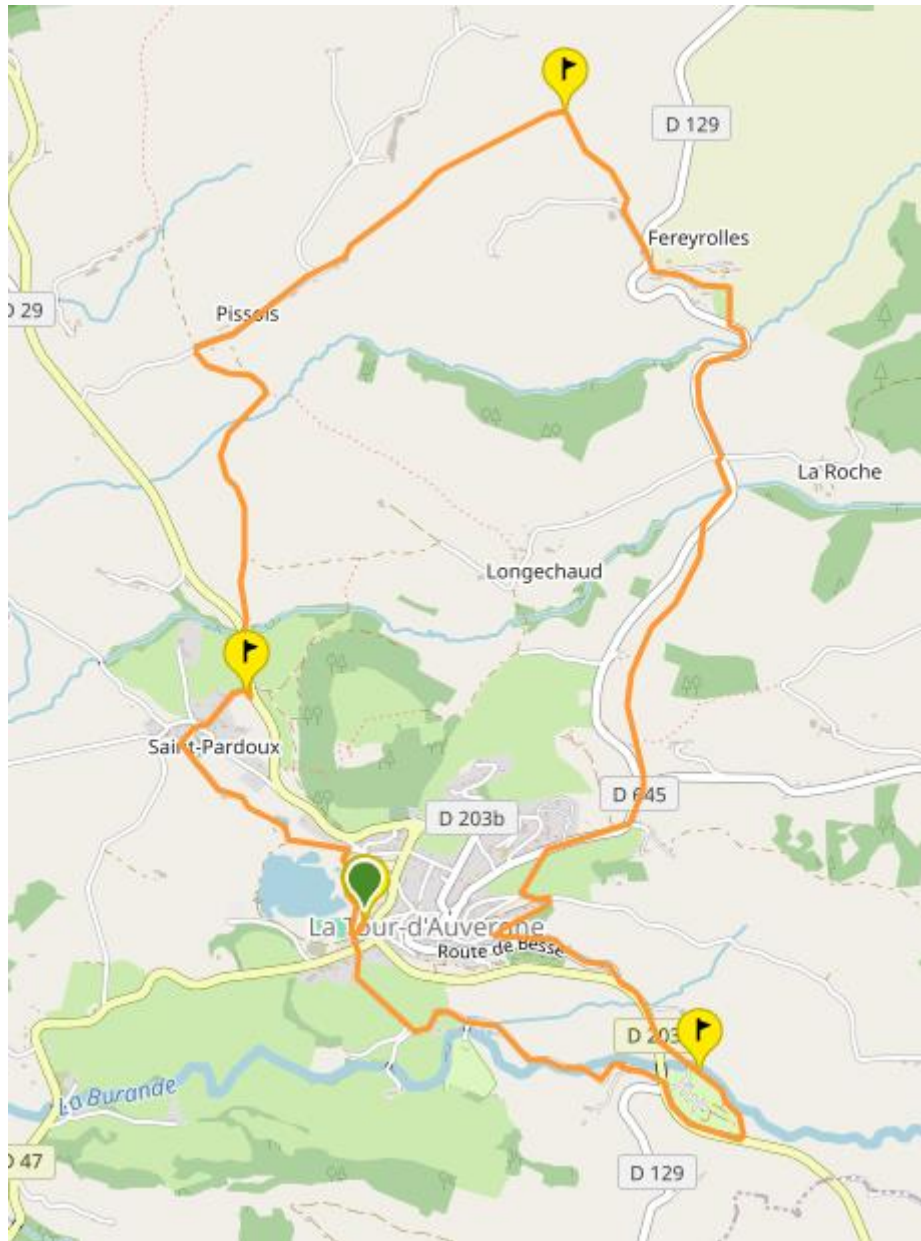 D 129
Fereyrolles
D 29
Pissois
La Roche
Longechaud
Saint-Pardoux
D 645
D 203b
La Tour-d'Auvergne
Route de Besse
D 203
La Burande
D 47
D 129